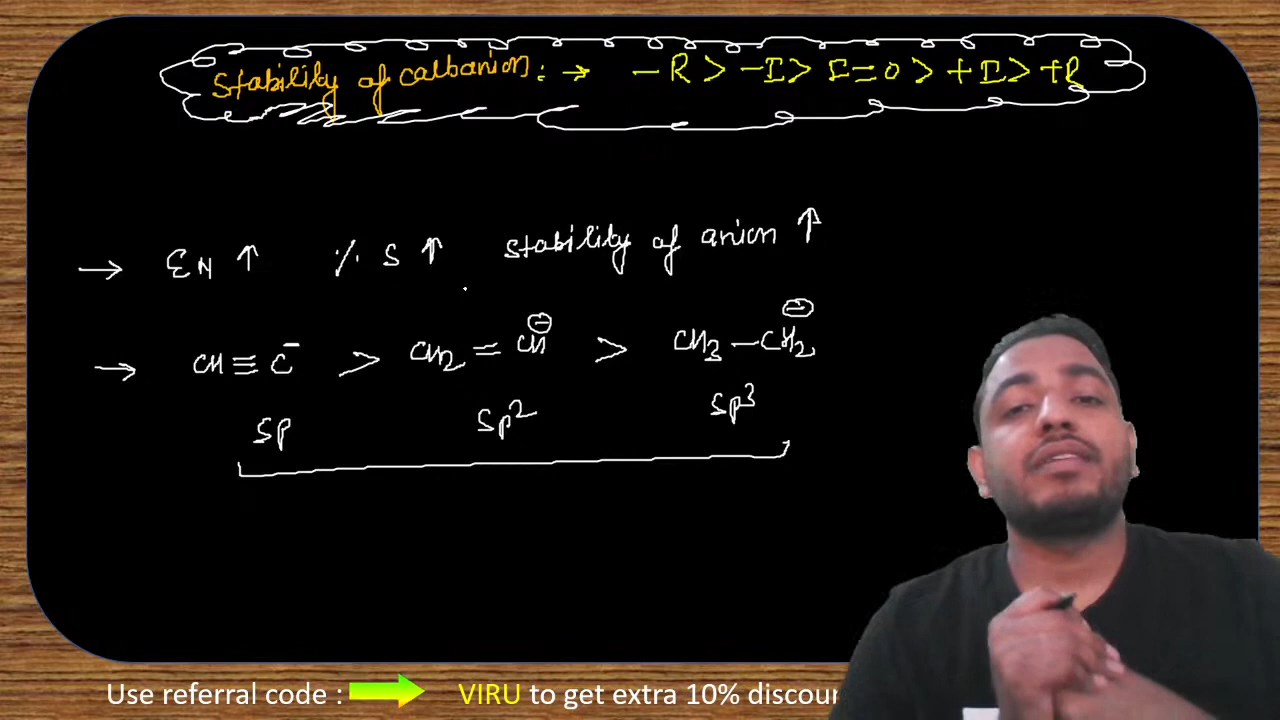 Stability of carbanion : → -R > -I > I=0 > +I > +R
→ EN ↑ % S ↑ stability of anion ↑
→ CH ≡ C⁻ > CH2 = CH⊖ > CH3 — CH2⊖
sp sp² sp³
Use referral code : VIRU to get extra 10% discou